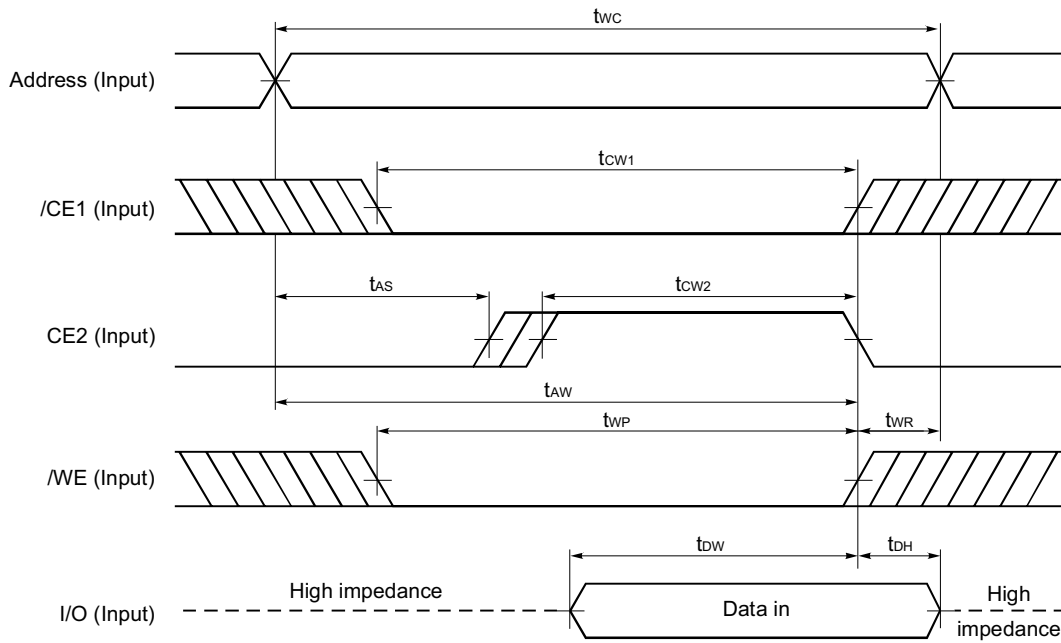 tWC
Address (Input)
tCW1
/CE1 (Input)
tAS
tCW2
CE2 (Input)
tAW
tWP
tWR
/WE (Input)
tDW
tDH
High impedance
Data in
High
impedance
I/O (Input)